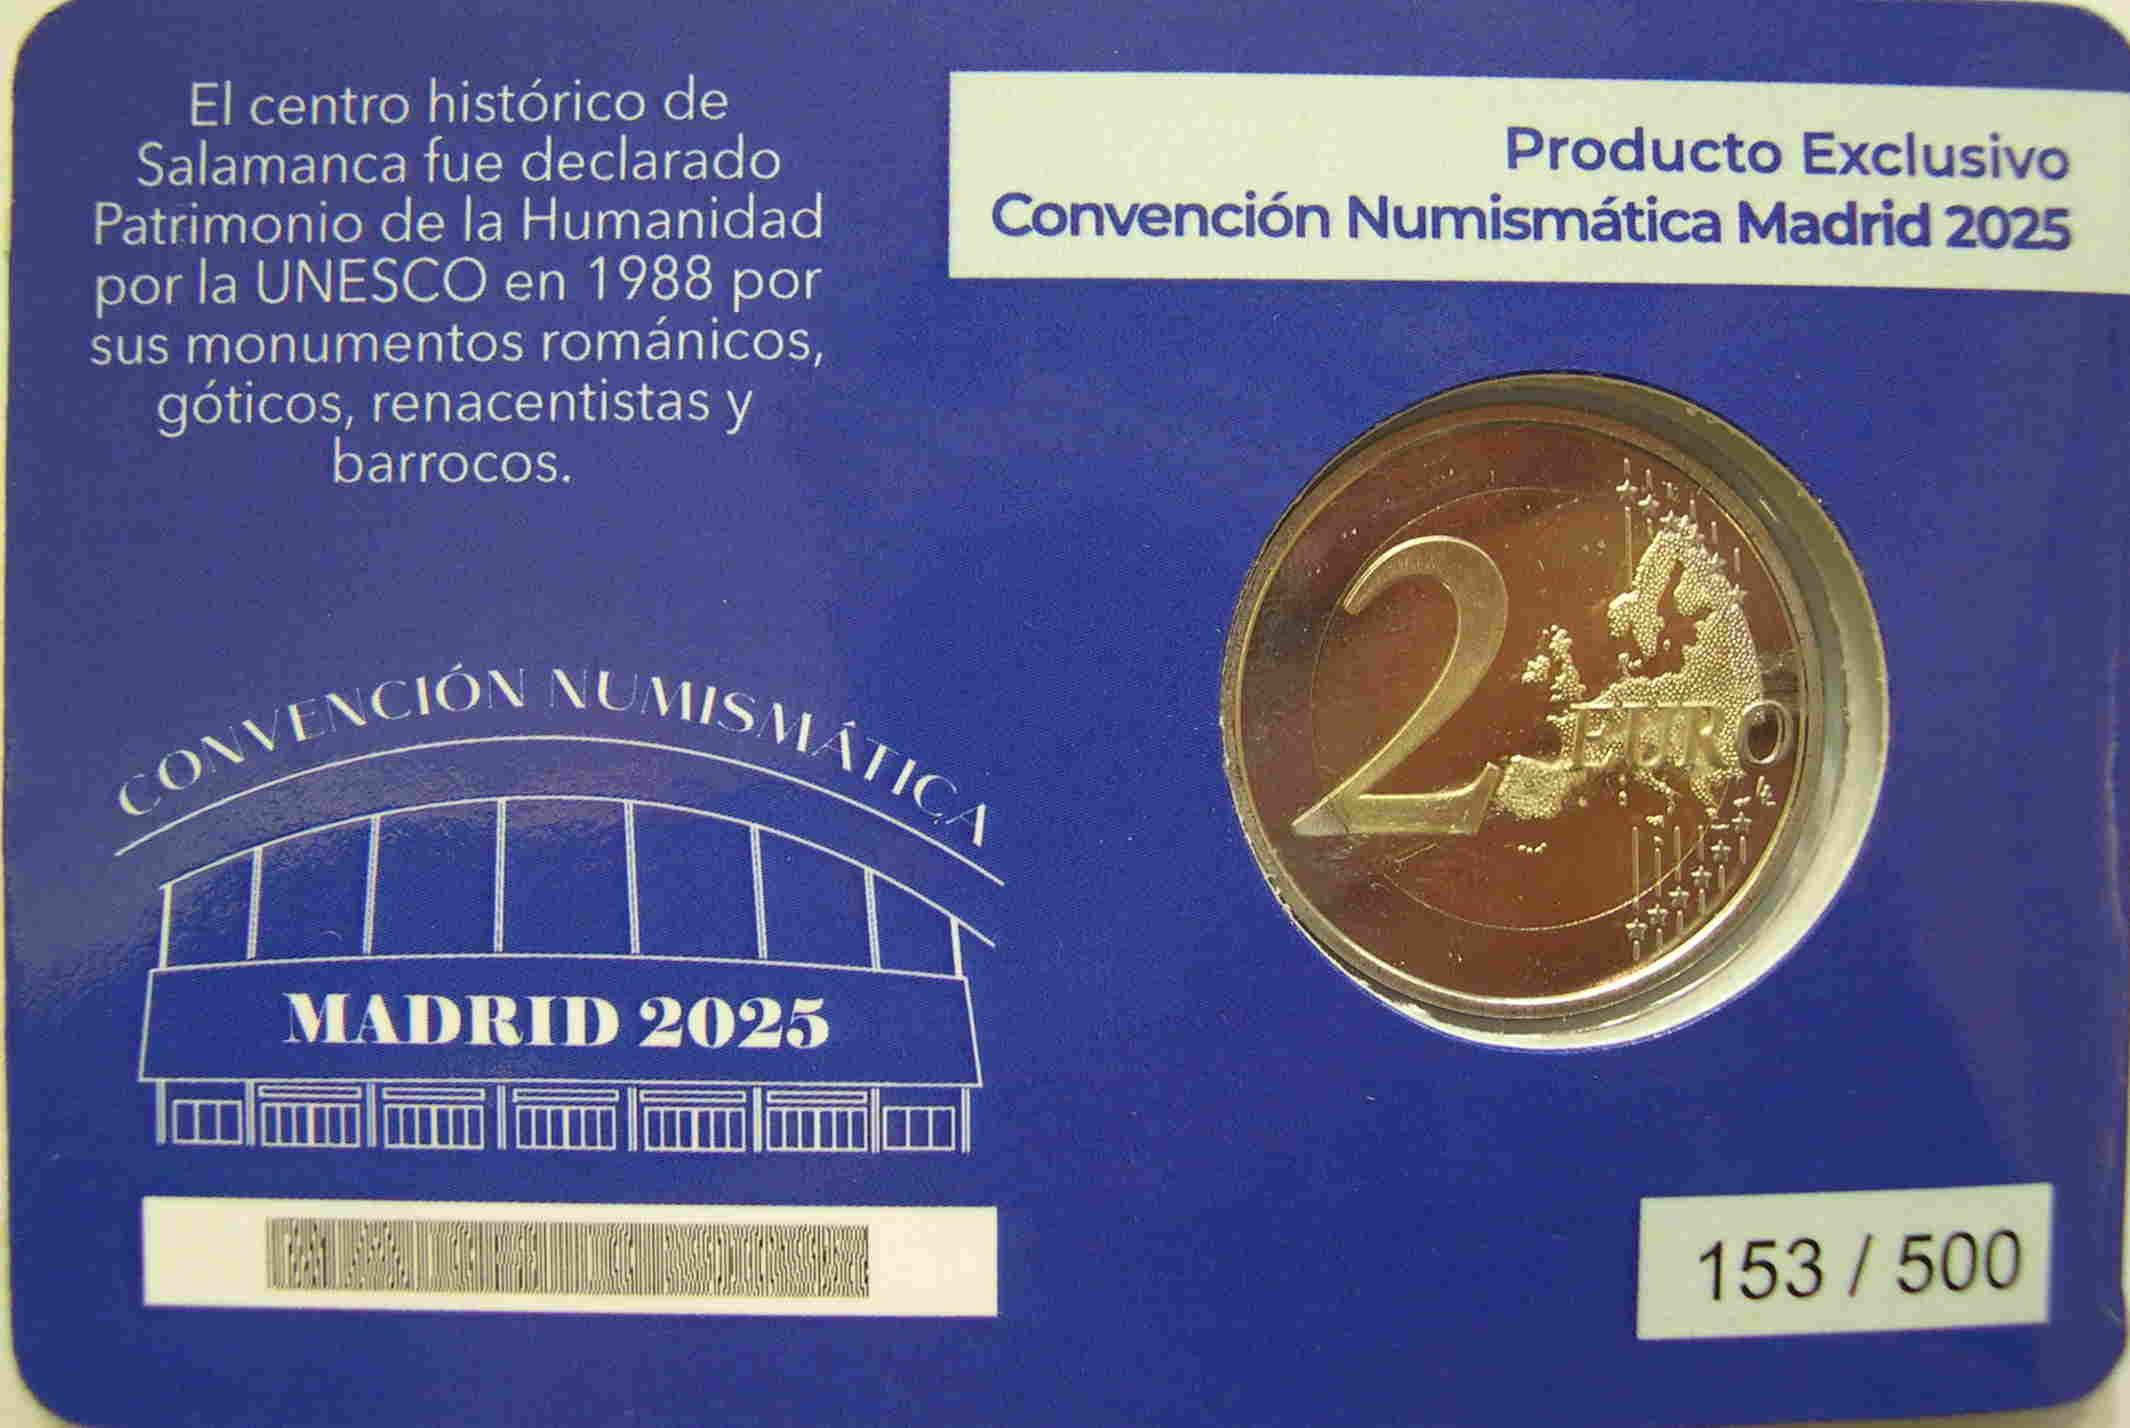 El centro histórico de
Salamanca fue declarado
Patrimonio de la Humanidad
por la UNESCO en 1988 por
sus monumentos románicos,
góticos, renacentistas y
barrocos.
Producto Exclusivo
Convención Numismática Madrid 2025
2 EURO
CONVENCIÓN NUMISMÁTICA
MADRID 2025
153 / 500